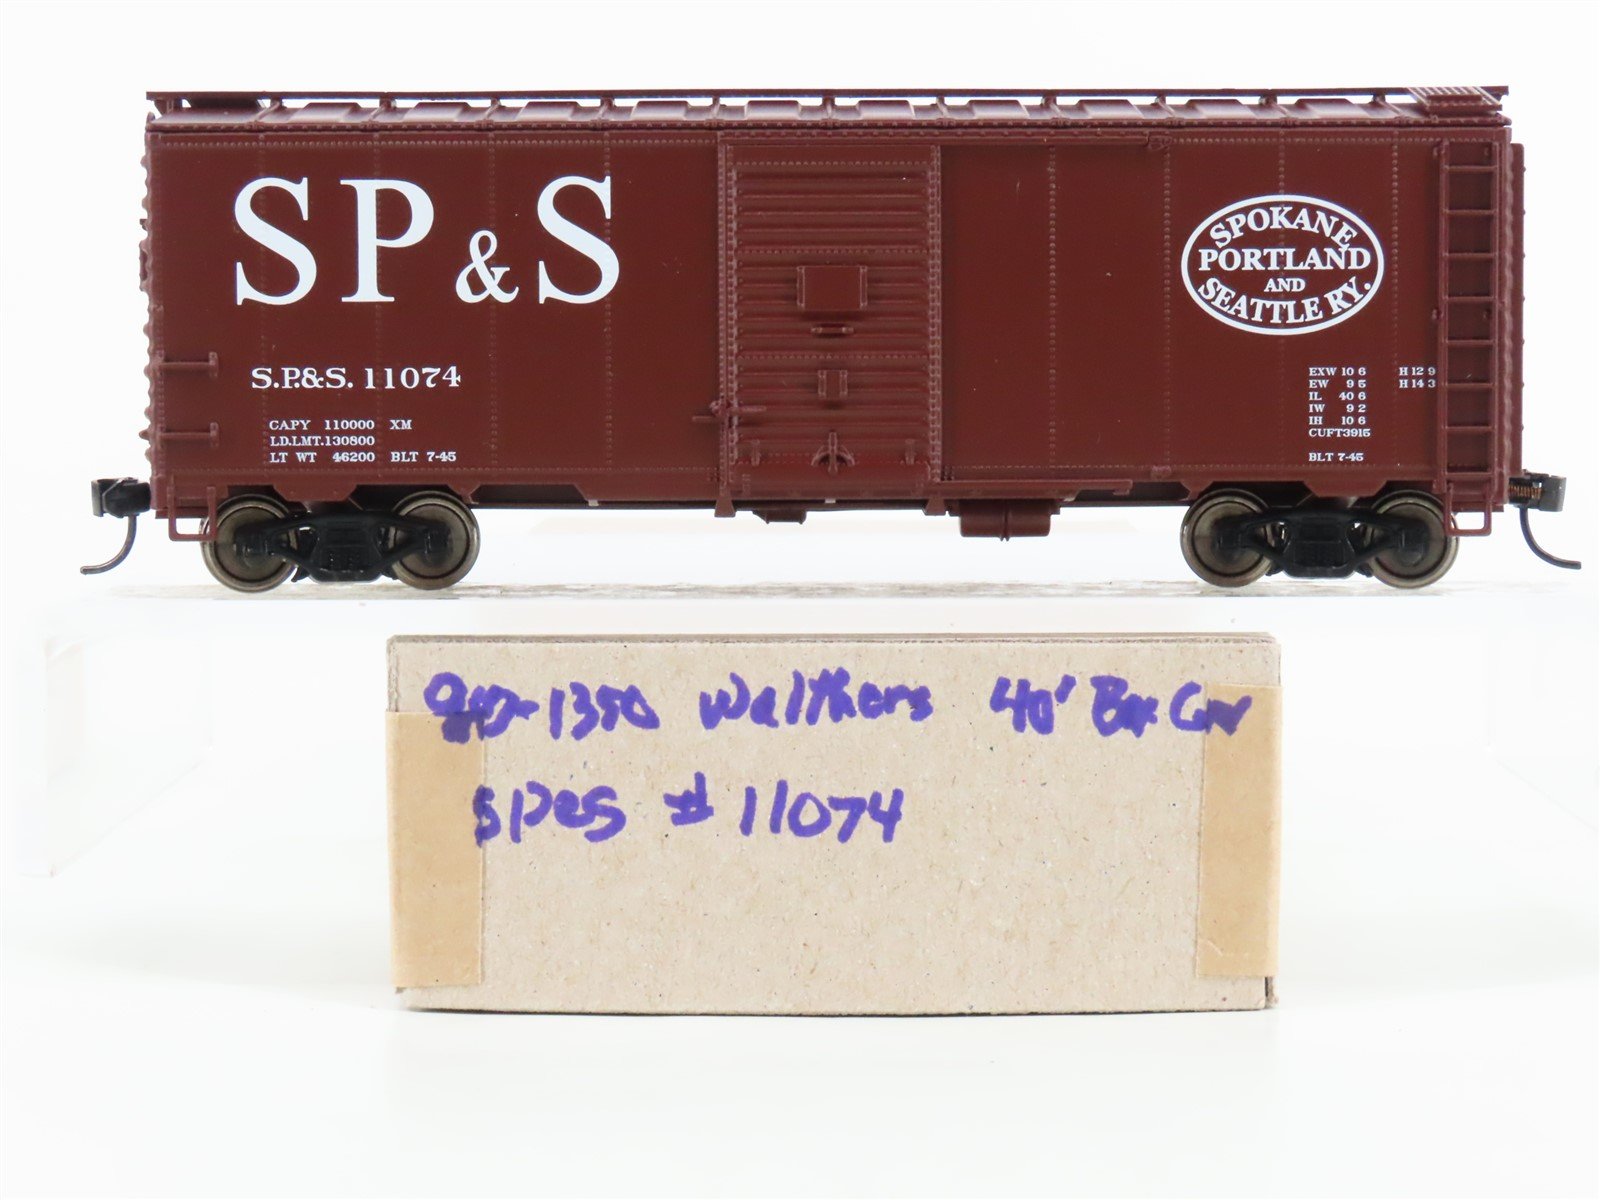 SP&S
S.P.&S. 11074
CAPY 110000 XM
LD.LMT.130800
LT WT 46200 BLT 7-45
SPOKANE
PORTLAND
AND
SEATTLE RY.
EXW 10 6 H 12 9
EW 9 5 H 14 3
IL 40 6
IW 9 2
IH 10 6
CUFT3915
BLT 7-45
-1350 Walthers 40' Box Car
SP&S # 11074